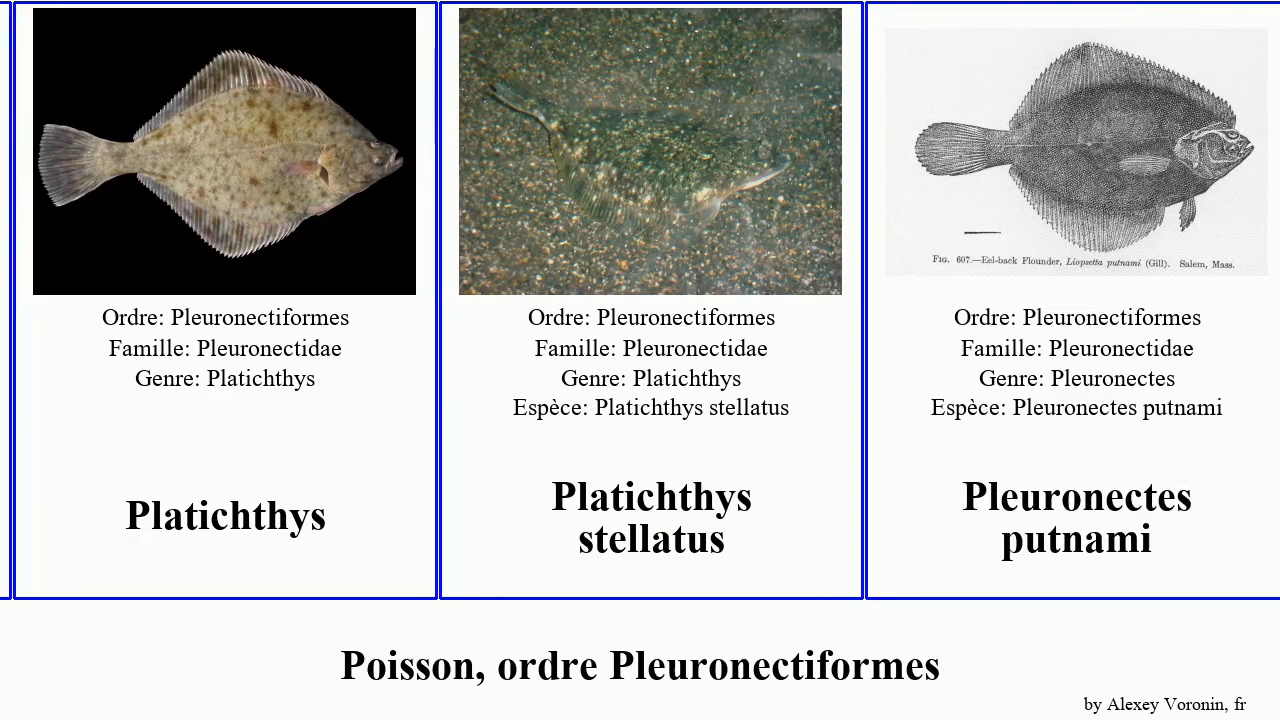 Ordre: Pleuronectiformes
Famille: Pleuronectidae
Genre: Platichthys
Platichthys
Ordre: Pleuronectiformes
Famille: Pleuronectidae
Genre: Platichthys
Espèce: Platichthys stellatus
Platichthys
stellatus
FIG. 607.—Eel-back Flounder, Liopsetta putnami (Gill). Salem, Mass.
Ordre: Pleuronectiformes
Famille: Pleuronectidae
Genre: Pleuronectes
Espèce: Pleuronectes putnami
Pleuronectes
putnami
Poisson, ordre Pleuronectiformes
by Alexey Voronin, fr